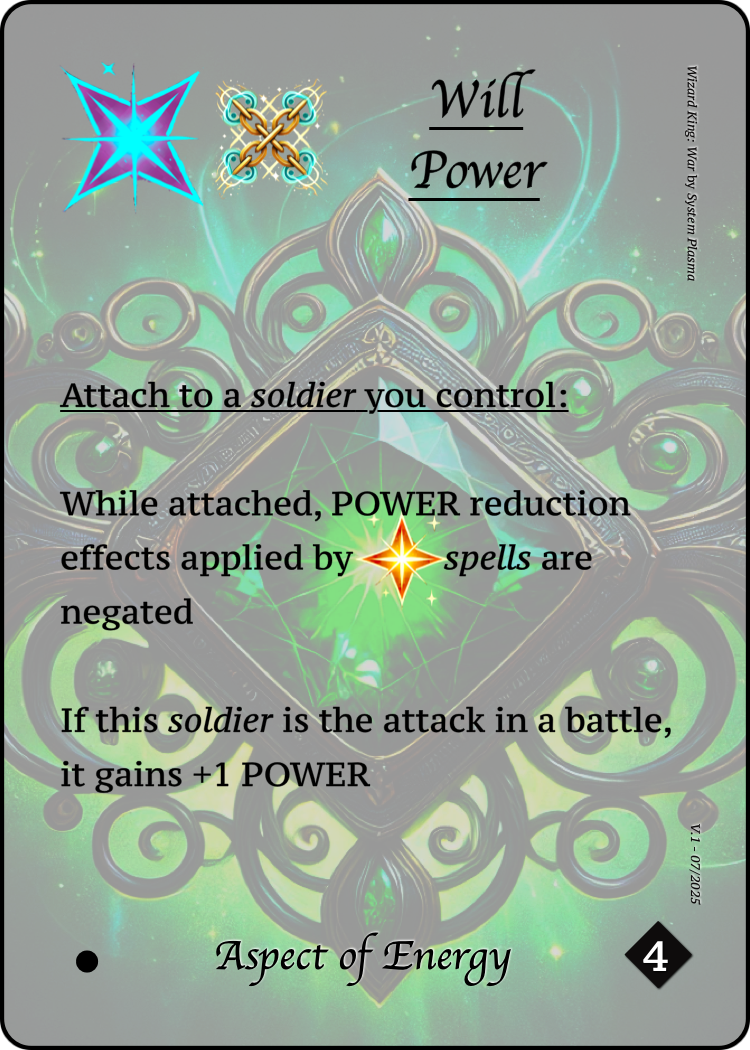 Will
Power
Wizard King: War by System Plasma
Attach to a soldier you control:
While attached, POWER reduction
effects applied by spells are
negated
If this soldier is the attack in a battle,
it gains +1 POWER
V.1 - 07/2025
Aspect of Energy
4